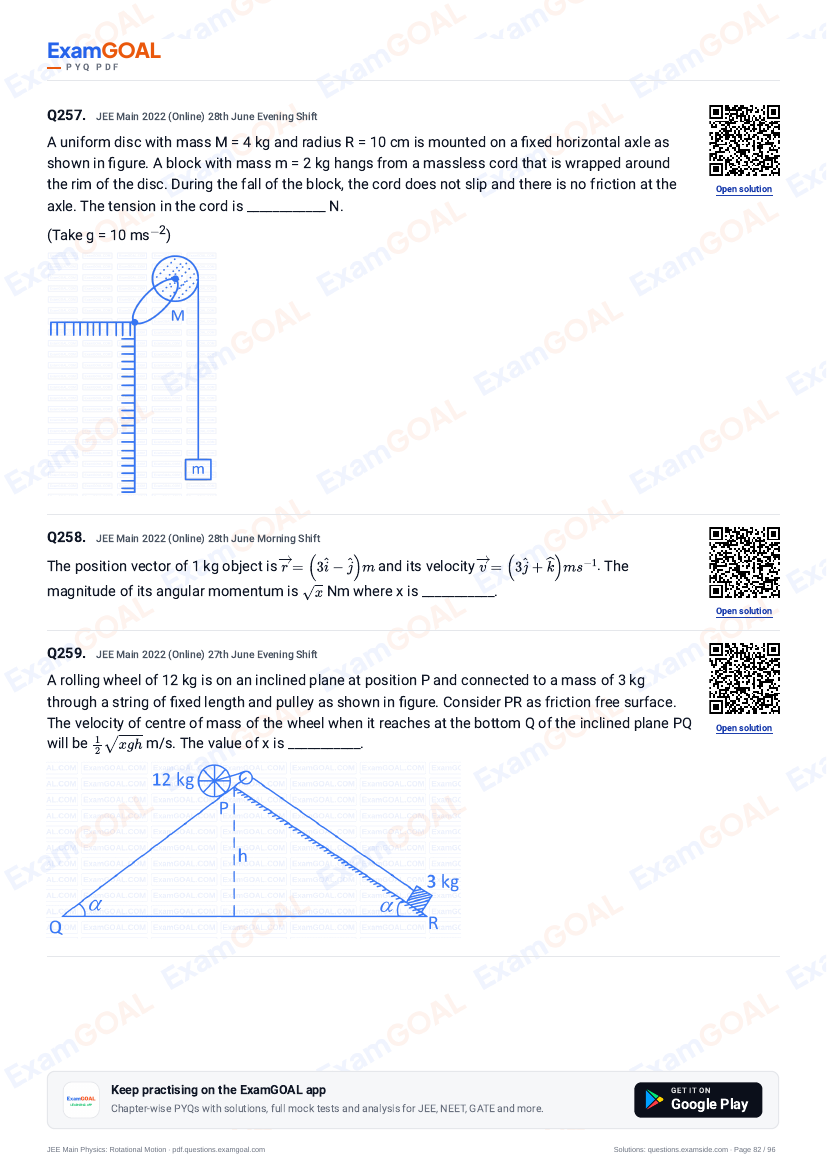 ExamGOAL
PYQ PDF
Q257. JEE Main 2022 (Online) 28th June Evening Shift
A uniform disc with mass M = 4 kg and radius R = 10 cm is mounted on a fixed horizontal axle as
shown in figure. A block with mass m = 2 kg hangs from a massless cord that is wrapped around
the rim of the disc. During the fall of the block, the cord does not slip and there is no friction at the
axle. The tension in the cord is ____________ N.
Open solution
(Take g = 10 ms−2)
M
m
Q258. JEE Main 2022 (Online) 28th June Morning Shift
The position vector of 1 kg object is r⃗ = (3î − ĵ)m and its velocity v⃗ = (3ĵ + k̂)ms−1. The
magnitude of its angular momentum is √x Nm where x is ___________.
Open solution
Q259. JEE Main 2022 (Online) 27th June Evening Shift
A rolling wheel of 12 kg is on an inclined plane at position P and connected to a mass of 3 kg
through a string of fixed length and pulley as shown in figure. Consider PR as friction free surface.
The velocity of centre of mass of the wheel when it reaches at the bottom Q of the inclined plane PQ
will be 1/2 √xgh m/s. The value of x is ___________.
Open solution
12 kg
P
h
3 kg
α
α
Q
R
Keep practising on the ExamGOAL app
Chapter-wise PYQs with solutions, full mock tests and analysis for JEE, NEET, GATE and more.
GET IT ON
Google Play
JEE Main Physics: Rotational Motion · pdf.questions.examgoal.com
Solutions: questions.examside.com · Page 82 / 96